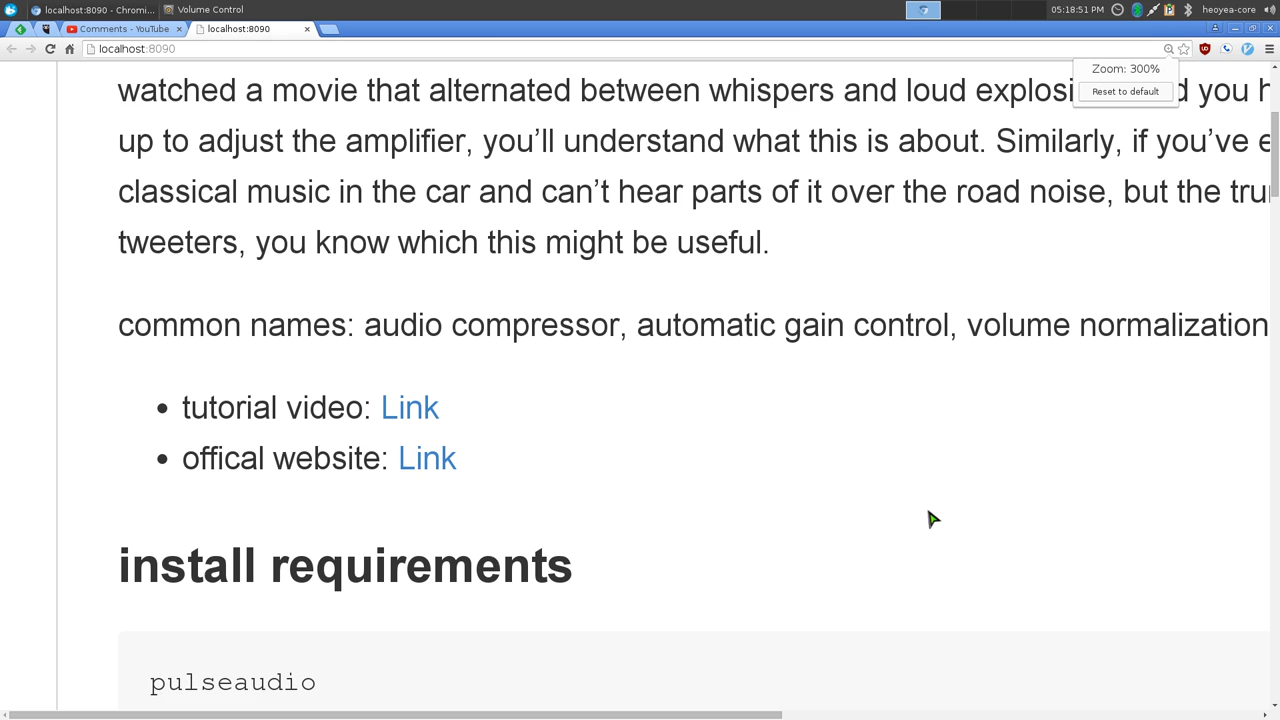 localhost:8090 - Chromi...
Volume Control
05:18:51 PM
heoyea-core
Comments - YouTube
localhost:8090
localhost:8090
Zoom: 300%
Reset to default
watched a movie that alternated between whispers and loud explosi
up to adjust the amplifier, you’ll understand what this is about. Similarly, if you’ve e
classical music in the car and can’t hear parts of it over the road noise, but the tru
tweeters, you know which this might be useful.
common names: audio compressor, automatic gain control, volume normalization
• tutorial video: Link
• offical website: Link
install requirements
pulseaudio